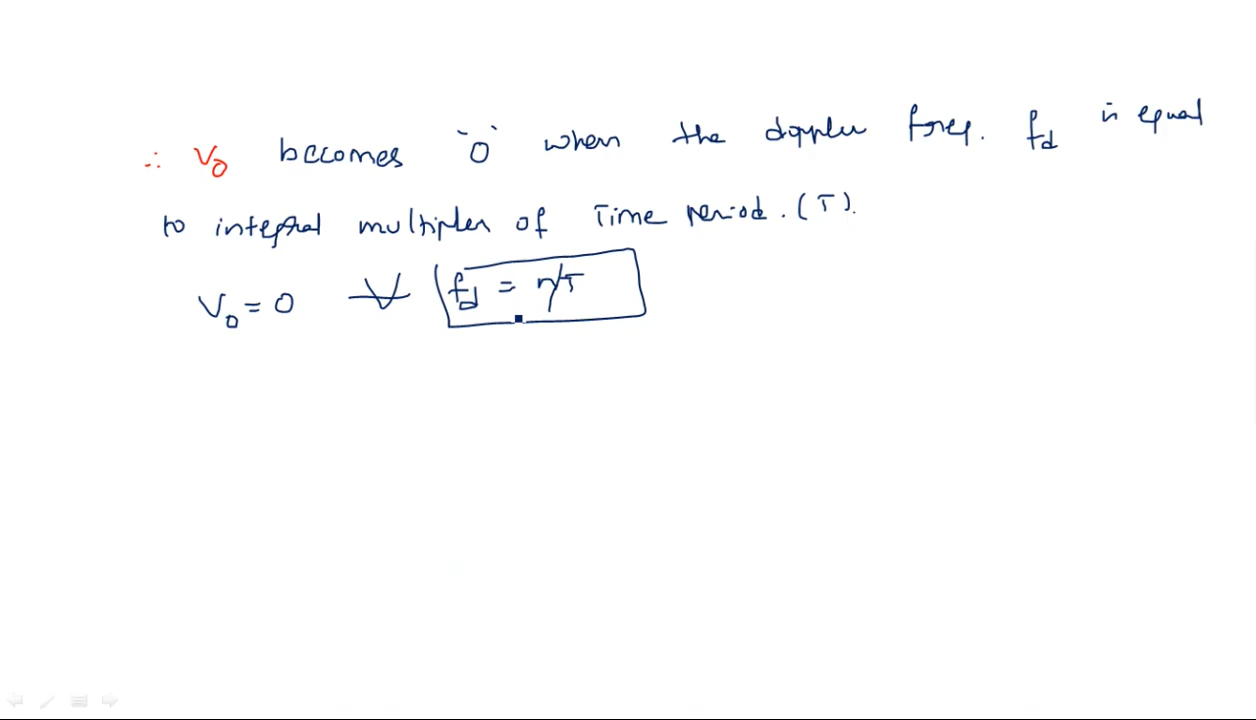 ∴ V₀ becomes '0' when the doppler freq. fd is equal
to integral multiples of Time period. (T).
V₀ = 0 ∀ fd = n/T